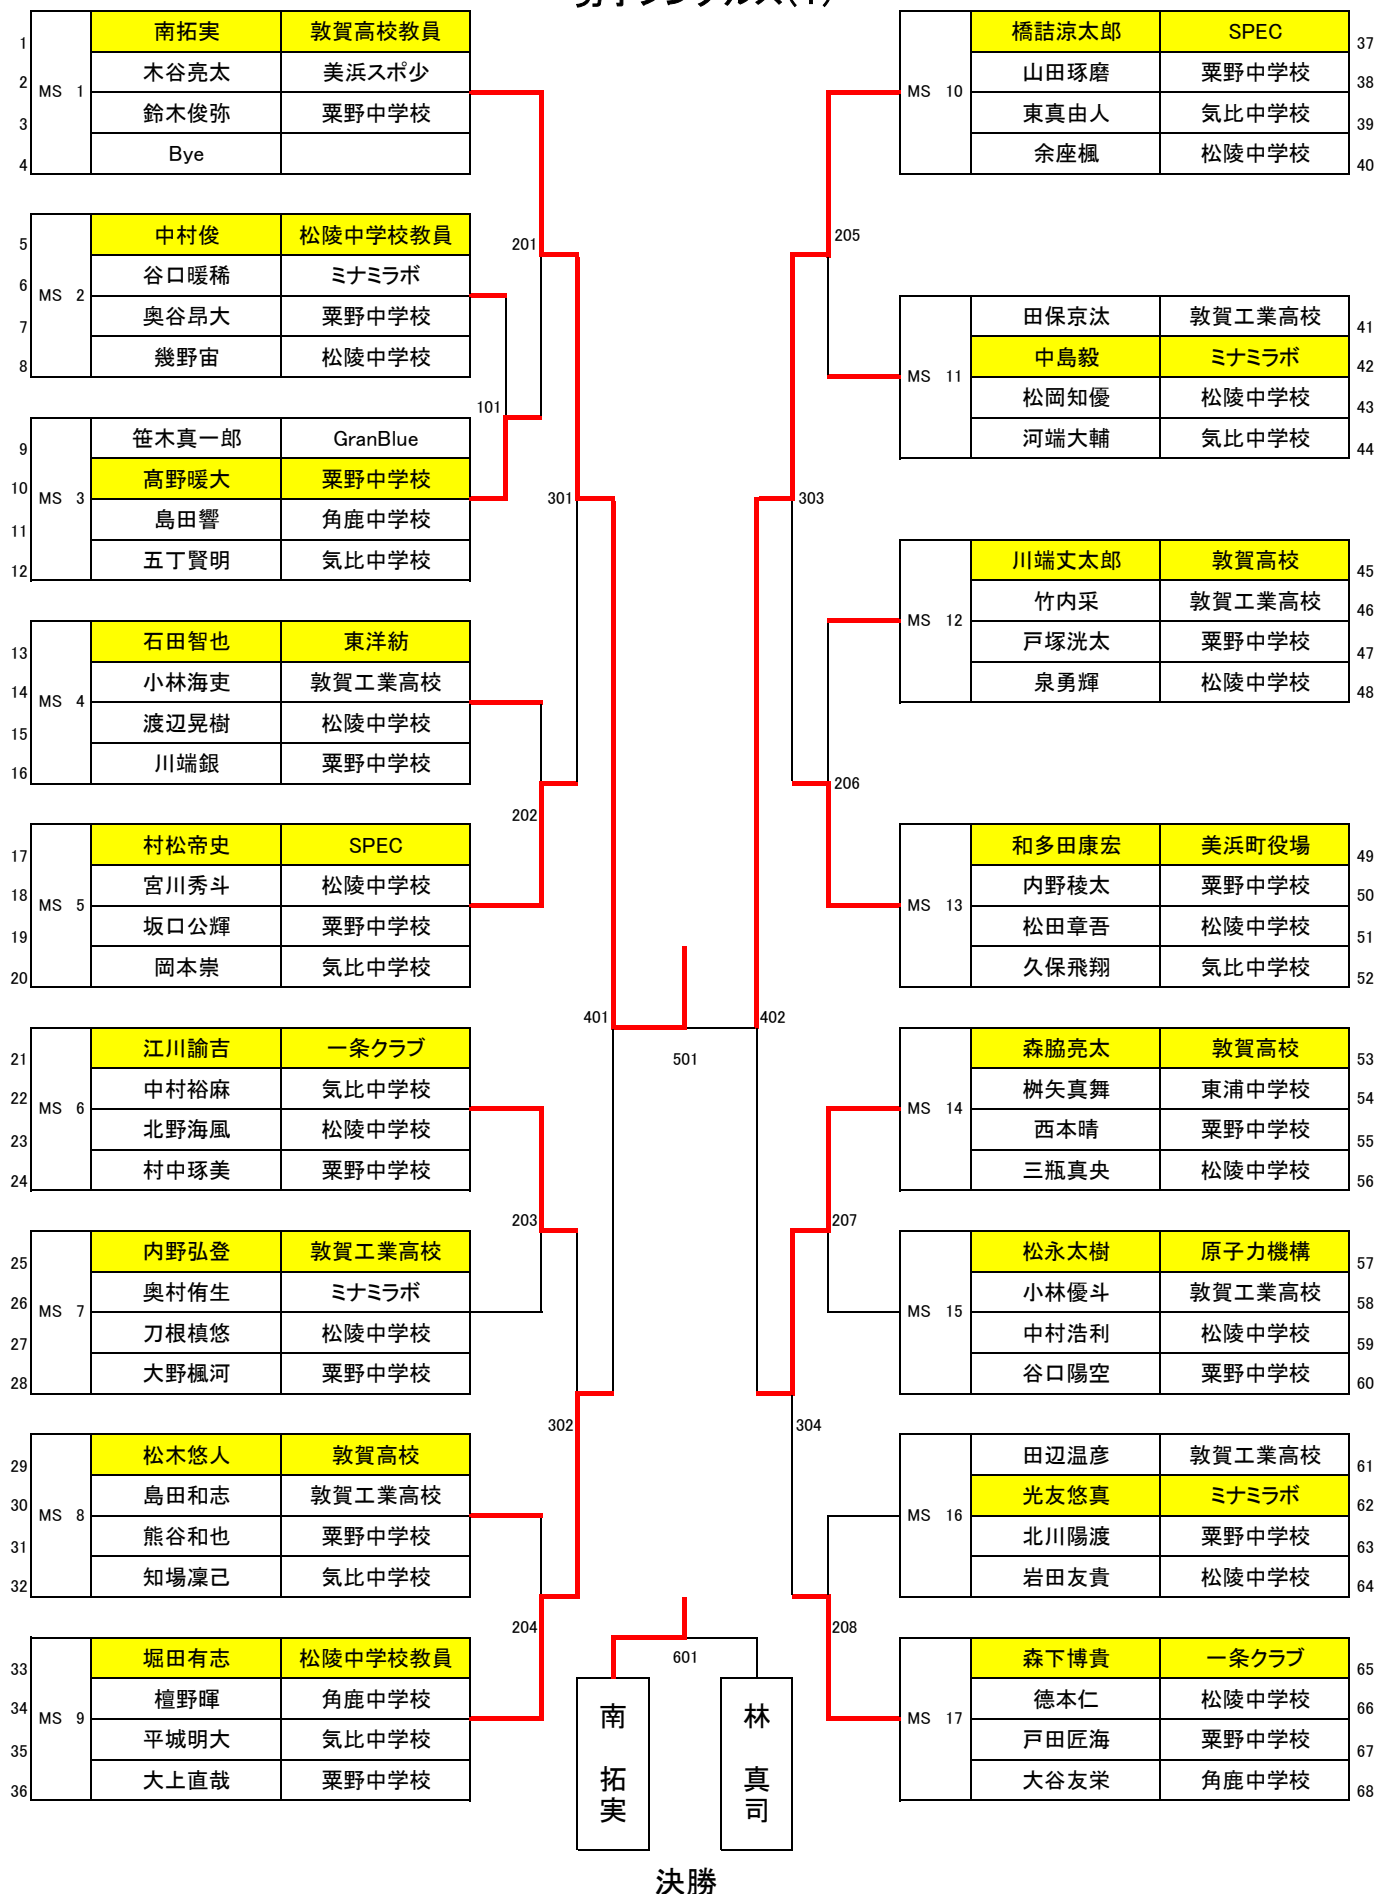 男子シングルス(1)
1 南拓実 敦賀高校教員
2 木谷亮太 美浜スポ少
MS 1
3 鈴木俊弥 粟野中学校
4 Bye
5 中村俊 松陵中学校教員
6 谷口暖稀 ミナミラボ
MS 2
7 奥谷昂大 粟野中学校
8 幾野宙 松陵中学校
9 笹木真一郎 GranBlue
10 髙野暖大 粟野中学校
MS 3
11 島田響 角鹿中学校
12 五丁賢明 気比中学校
13 石田智也 東洋紡
14 小林海吏 敦賀工業高校
MS 4
15 渡辺晃樹 松陵中学校
16 川端銀 粟野中学校
17 村松帝史 SPEC
18 宮川秀斗 松陵中学校
MS 5
19 坂口公輝 粟野中学校
20 岡本崇 気比中学校
21 江川諭吉 一条クラブ
22 中村裕麻 気比中学校
MS 6
23 北野海風 松陵中学校
24 村中琢美 粟野中学校
25 内野弘登 敦賀工業高校
26 奥村侑生 ミナミラボ
MS 7
27 刀根槙悠 松陵中学校
28 大野楓河 粟野中学校
29 松木悠人 敦賀高校
30 島田和志 敦賀工業高校
MS 8
31 熊谷和也 粟野中学校
32 知場凜己 気比中学校
33 堀田有志 松陵中学校教員
34 檀野暉 角鹿中学校
MS 9
35 平城明大 気比中学校
36 大上直哉 粟野中学校
101
201
202
203
204
301
302
401
501
402
303
304
205
206
207
208
601
南拓実
林真司
決勝
橋詰涼太郎 SPEC 37
山田琢磨 粟野中学校 38
MS 10
東真由人 気比中学校 39
余座楓 松陵中学校 40
田保京汰 敦賀工業高校 41
中島毅 ミナミラボ 42
MS 11
松岡知優 松陵中学校 43
河端大輔 気比中学校 44
川端丈太郎 敦賀高校 45
竹内采 敦賀工業高校 46
MS 12
戸塚洸太 粟野中学校 47
泉勇輝 松陵中学校 48
和多田康宏 美浜町役場 49
内野稜太 粟野中学校 50
MS 13
松田章吾 松陵中学校 51
久保飛翔 気比中学校 52
森脇亮太 敦賀高校 53
桝矢真舞 東浦中学校 54
MS 14
西本晴 粟野中学校 55
三瓶真央 松陵中学校 56
松永太樹 原子力機構 57
小林優斗 敦賀工業高校 58
MS 15
中村浩利 松陵中学校 59
谷口陽空 粟野中学校 60
田辺温彦 敦賀工業高校 61
光友悠真 ミナミラボ 62
MS 16
北川陽渡 粟野中学校 63
岩田友貴 松陵中学校 64
森下博貴 一条クラブ 65
德本仁 松陵中学校 66
MS 17
戸田匠海 粟野中学校 67
大谷友栄 角鹿中学校 68